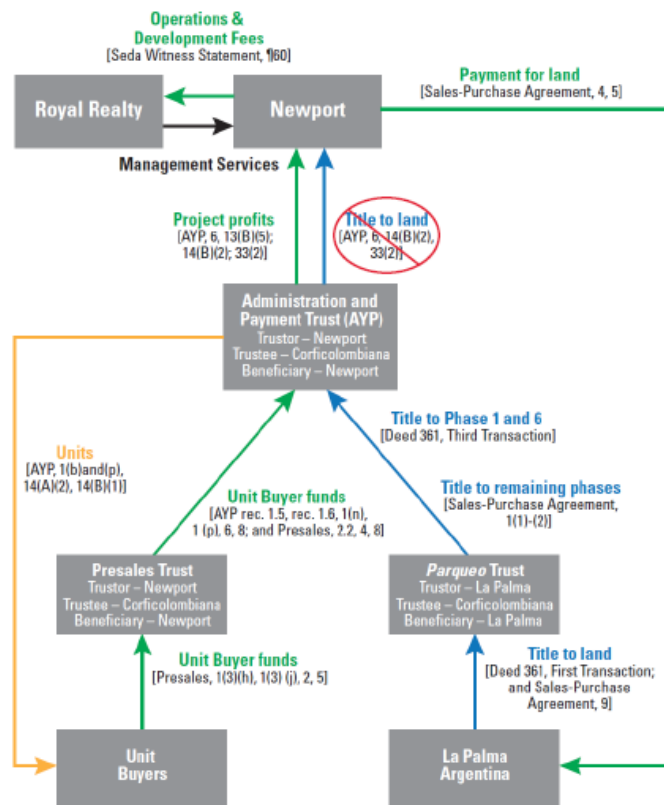 Operations &
Development Fees
[Seda Witness Statement, ¶60]
Payment for land
[Sales-Purchase Agreement, 4, 5]
Royal Realty
Newport
Management Services
Project profits
[AYP, 6, 13(B)(5);
14(B)(2); 33(2)]
Title to land
[AYP, 6, 14(B)(2),
33(2)]
Administration and
Payment Trust (AYP)
Trustor – Newport
Trustee – Corficolombiana
Beneficiary – Newport
Title to Phase 1 and 6
[Deed 361, Third Transaction]
Units
[AYP, 1(b)and(p),
14(A)(2), 14(B)(1)]
Title to remaining phases
[Sales-Purchase Agreement,
1(1)-(2)]
Unit Buyer funds
[AYP rec. 1.5, rec. 1.6, 1(n),
1 (p), 6, 8; and Presales, 2.2, 4, 8]
Presales Trust
Trustor – Newport
Trustee – Corficolombiana
Beneficiary – Newport
Parqueo Trust
Trustor – La Palma
Trustee – Corficolombiana
Beneficiary – La Palma
Unit Buyer funds
[Presales, 1(3)(h), 1(3) (j), 2, 5]
Title to land
[Deed 361, First Transaction;
and Sales-Purchase
Agreement, 9]
Unit
Buyers
La Palma
Argentina